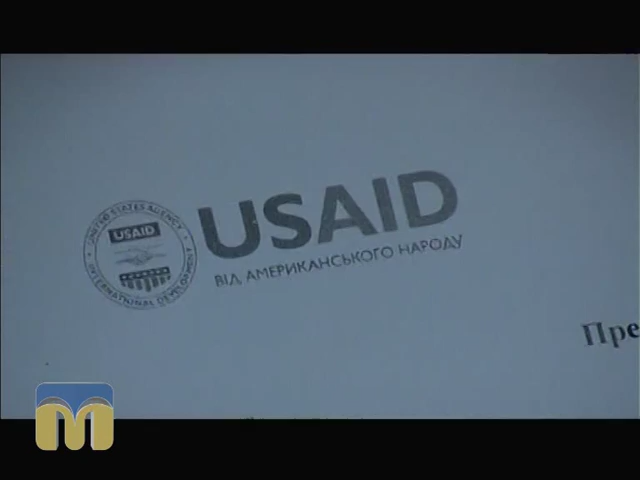 UNITED STATES AGENCY
USAID
INTERNATIONAL DEVELOPMENT
USAID
ВІД АМЕРИКАНСЬКОГО НАРОДУ
Пре
М